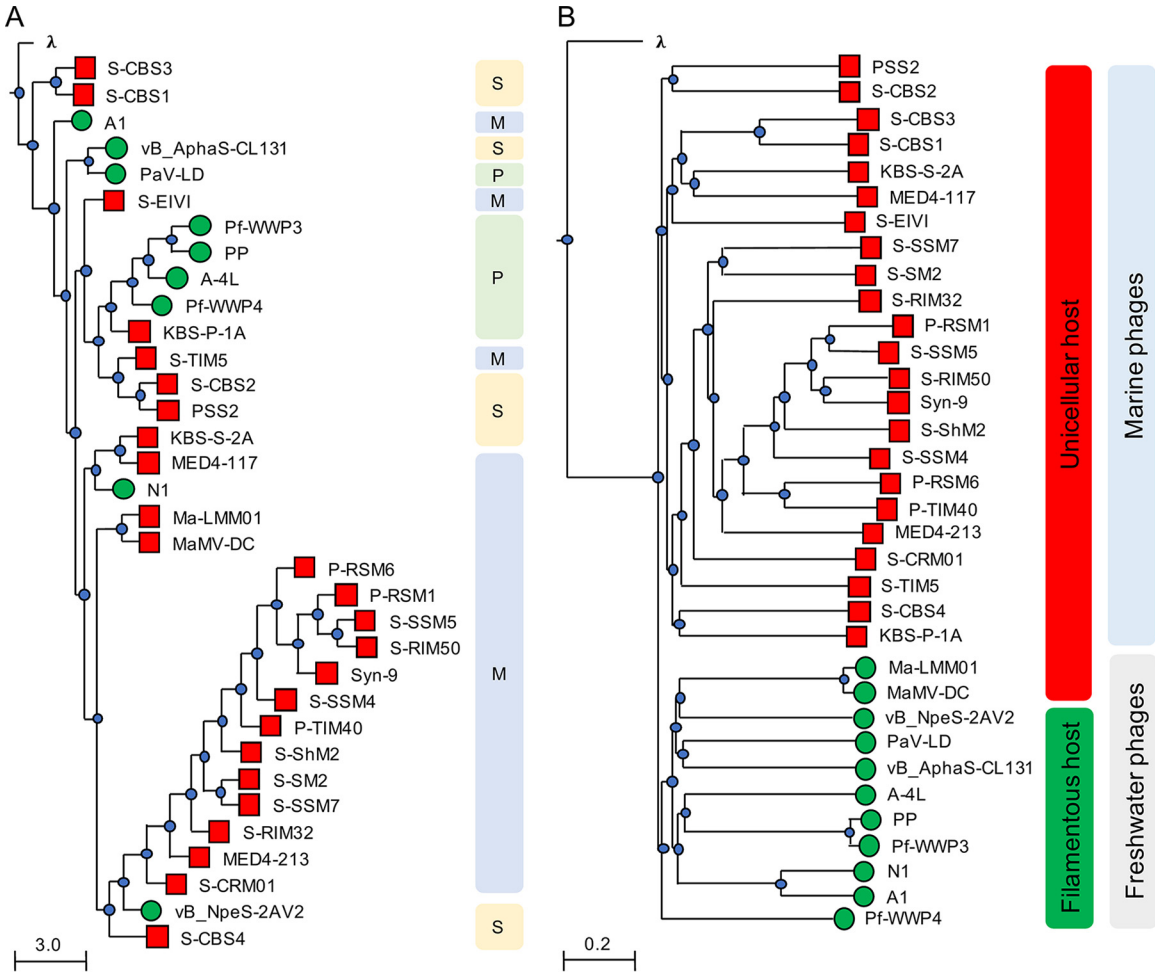 A
λ
S-CBS3
S-CBS1
A1
vB_AphaS-CL131
PaV-LD
S-EIVI
Pf-WWP3
PP
A-4L
Pf-WWP4
KBS-P-1A
S-TIM5
S-CBS2
PSS2
KBS-S-2A
MED4-117
N1
Ma-LMM01
MaMV-DC
P-RSM6
P-RSM1
S-SSM5
S-RIM50
Syn-9
S-SSM4
P-TIM40
S-ShM2
S-SM2
S-SSM7
S-RIM32
MED4-213
S-CRM01
vB_NpeS-2AV2
S-CBS4
3.0
S
M
S
P
M
P
M
S
M
S
B
λ
PSS2
S-CBS2
S-CBS3
S-CBS1
KBS-S-2A
MED4-117
S-EIVI
S-SSM7
S-SM2
S-RIM32
P-RSM1
S-SSM5
S-RIM50
Syn-9
S-ShM2
S-SSM4
P-RSM6
P-TIM40
MED4-213
S-CRM01
S-TIM5
S-CBS4
KBS-P-1A
Ma-LMM01
MaMV-DC
vB_NpeS-2AV2
PaV-LD
vB_AphaS-CL131
A-4L
PP
Pf-WWP3
N1
A1
Pf-WWP4
0.2
Unicellular host
Filamentous host
Marine phages
Freshwater phages